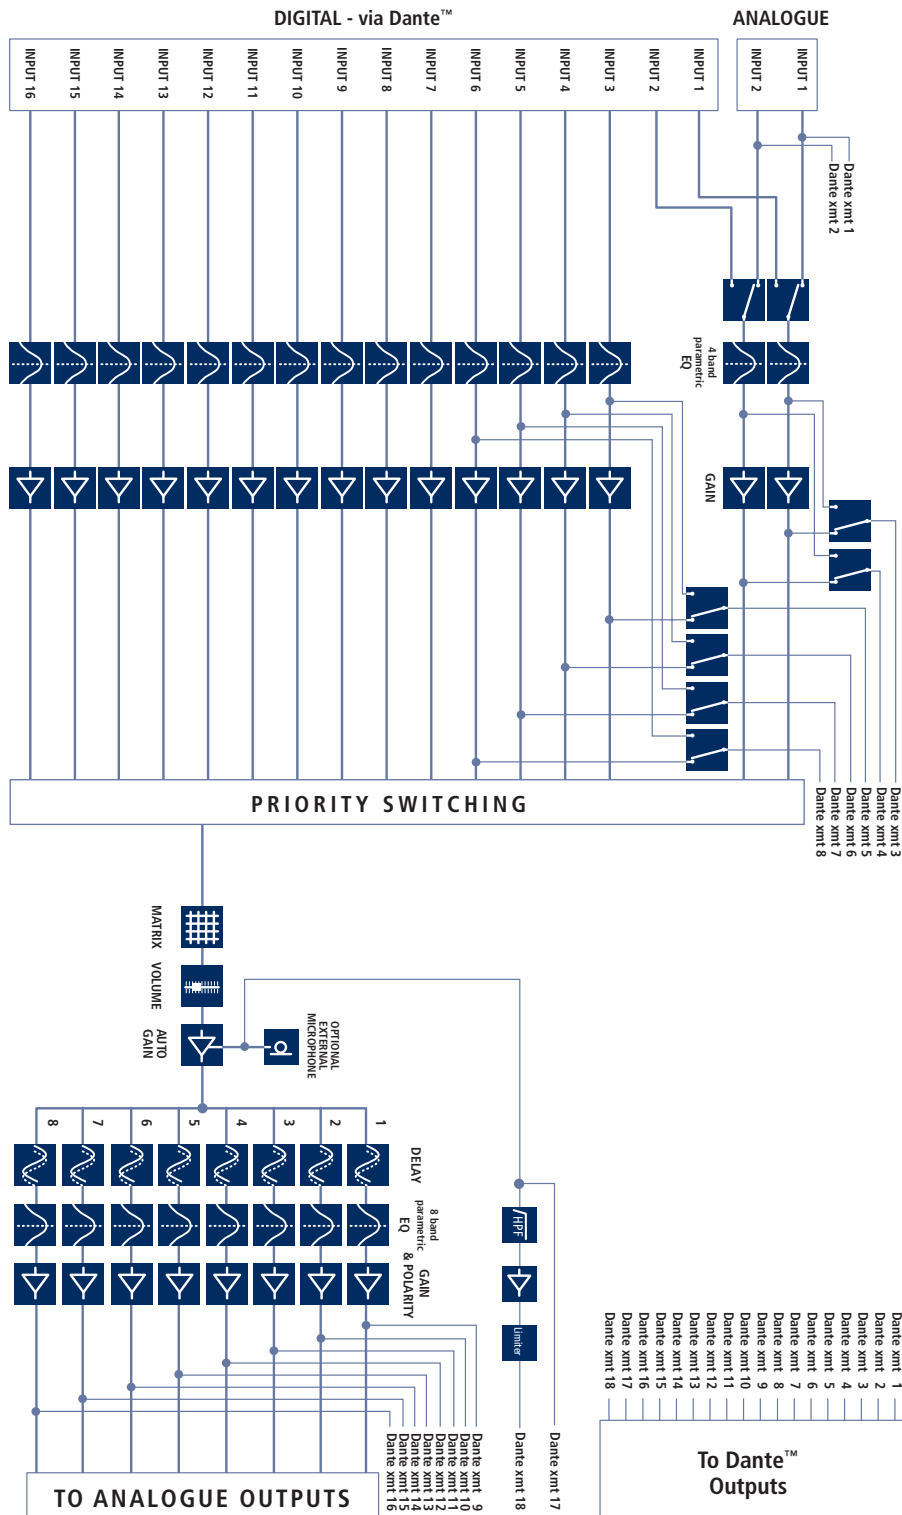 DIGITAL - via Dante™
ANALOGUE
INPUT 16
INPUT 15
INPUT 14
INPUT 13
INPUT 12
INPUT 11
INPUT 10
INPUT 9
INPUT 8
INPUT 7
INPUT 6
INPUT 5
INPUT 4
INPUT 3
INPUT 2
INPUT 1
INPUT 2
INPUT 1
Dante xmt 1
Dante xmt 2
4 band
parametric
EQ
GAIN
Dante xmt 3
Dante xmt 4
Dante xmt 5
Dante xmt 6
Dante xmt 7
Dante xmt 8
PRIORITY SWITCHING
MATRIX
VOLUME
AUTO
GAIN
OPTIONAL
EXTERNAL
MICROPHONE
8
7
6
5
4
3
2
1
DELAY
8 band
parametric
EQ
GAIN
& POLARITY
HPF
Limiter
Dante xmt 9
Dante xmt 10
Dante xmt 11
Dante xmt 12
Dante xmt 13
Dante xmt 14
Dante xmt 15
Dante xmt 16
Dante xmt 17
Dante xmt 18
TO ANALOGUE OUTPUTS
Dante xmt 1
Dante xmt 2
Dante xmt 3
Dante xmt 4
Dante xmt 5
Dante xmt 6
Dante xmt 7
Dante xmt 8
Dante xmt 9
Dante xmt 10
Dante xmt 11
Dante xmt 12
Dante xmt 13
Dante xmt 14
Dante xmt 15
Dante xmt 16
Dante xmt 17
Dante xmt 18
To Dante™
Outputs